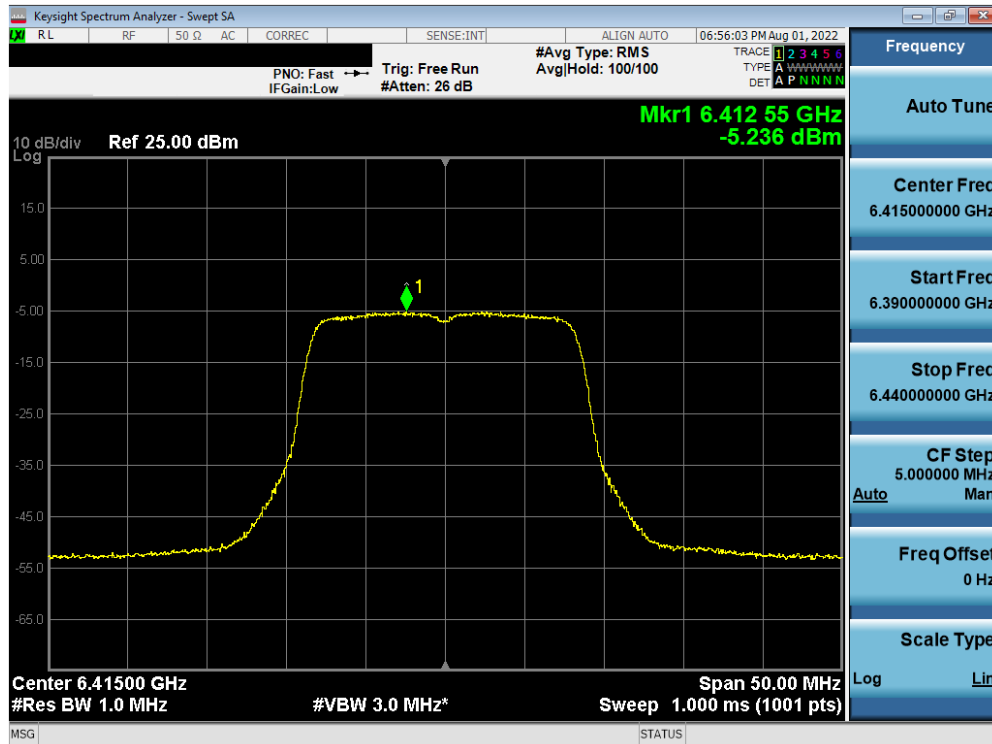 Keysight Spectrum Analyzer - Swept SA
LXI RL RF 50 Ω AC CORREC SENSE:INT ALIGN AUTO 06:56:03 PM Aug 01, 2022
PNO: Fast
IFGain:Low
Trig: Free Run
#Atten: 26 dB
#Avg Type: RMS
Avg|Hold: 100/100
TRACE 1 2 3 4 5 6
TYPE A WWWWW
DET A P N N N N
Mkr1 6.412 55 GHz
-5.236 dBm
10 dB/div Ref 25.00 dBm
Log
15.0
5.00
-5.00
-15.0
-25.0
-35.0
-45.0
-55.0
-65.0
1
Center 6.41500 GHz Span 50.00 MHz
#Res BW 1.0 MHz #VBW 3.0 MHz* Sweep 1.000 ms (1001 pts)
MSG STATUS
Frequency
Auto Tune
Center Freq
6.415000000 GHz
Start Freq
6.390000000 GHz
Stop Freq
6.440000000 GHz
CF Step
5.000000 MHz
Auto Man
Freq Offset
0 Hz
Scale Type
Log Lin